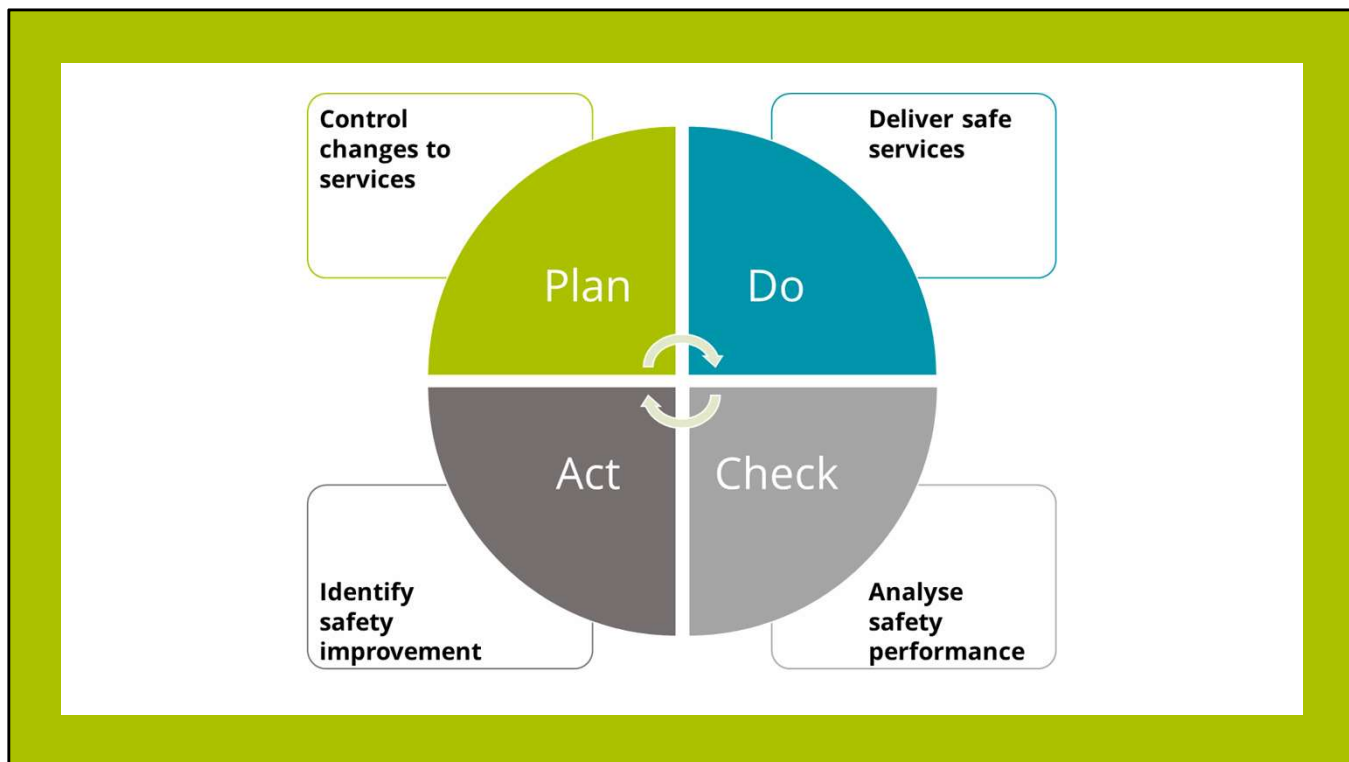 Control
changes to
services
Deliver safe
services
Plan
Do
Act
Check
Identify
safety
improvement
Analyse
safety
performance